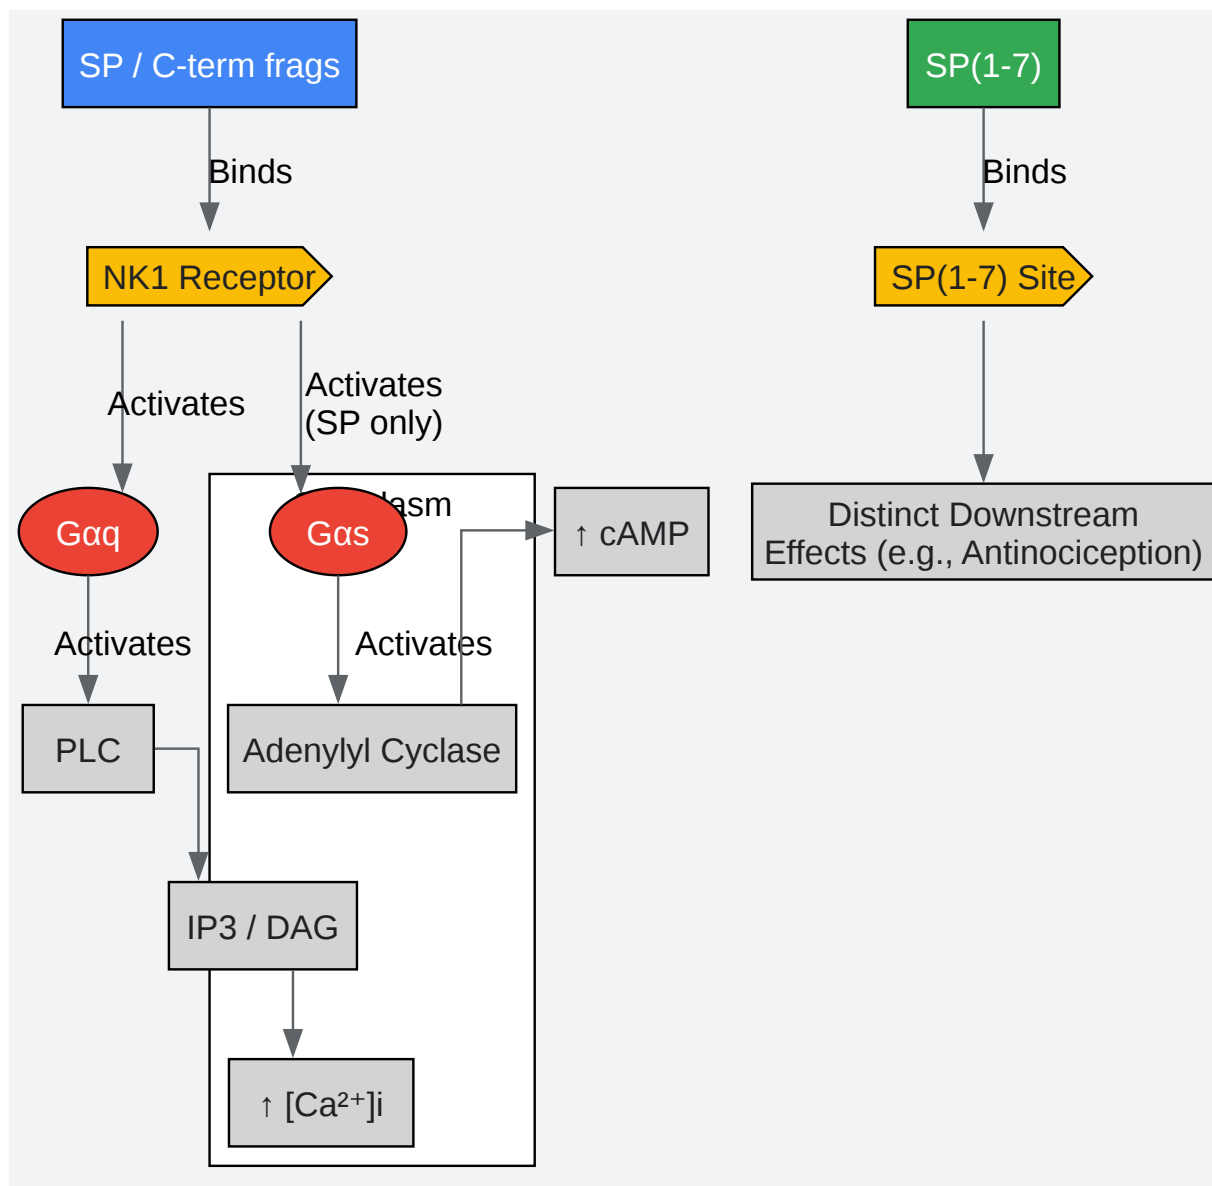 SP / C-term frags
SP(1-7)
Binds
Binds
NK1 Receptor
SP(1-7) Site
Activates
Activates
(SP only)
Gαq
Gαs
↑ cAMP
Distinct Downstream
Effects (e.g., Antinociception)
Activates
Activates
PLC
Adenylyl Cyclase
IP3 / DAG
↑ [Ca²⁺]i